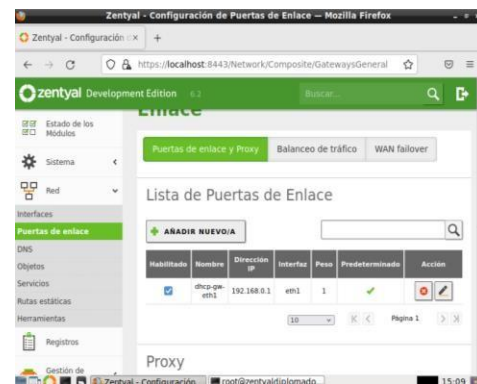 Zentyal - Configuración de Puertas de Enlace — Mozilla Firefox
Zentyal - Configuración
https://localhost:8443/Network/Composite/GatewaysGeneral
zentyal Development Edition 6.2
Buscar...
Enlace
Estado de los Módulos
Sistema
Red
Interfaces
Puertas de enlace
DNS
Objetos
Servicios
Rutas estáticas
Herramientas
Registros
Gestión de
Puertas de enlace y Proxy Balanceo de tráfico WAN failover
Lista de Puertas de Enlace
AÑADIR NUEVO/A
Habilitado Nombre Dirección IP Interfaz Peso Predeterminado Acción
dhcp-gw-eth1 192.168.0.1 eth1 1
10 Página 1
Proxy
Zentyal - Configuración... root@zentyaldiplomado... 15:09